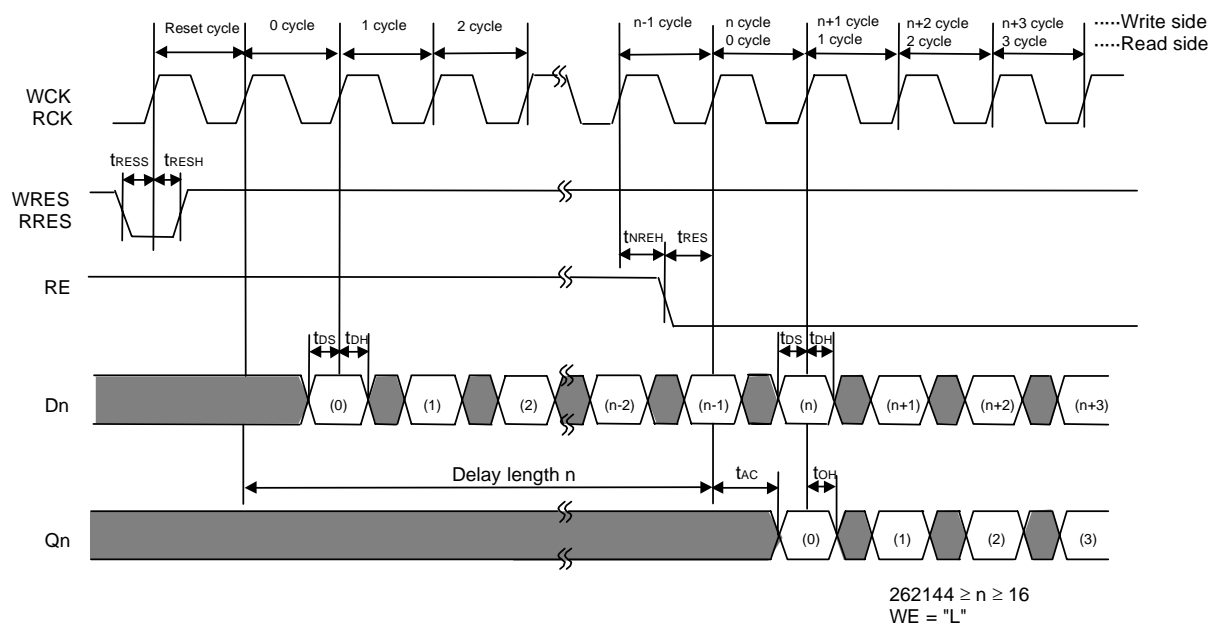 Reset cycle 0 cycle 1 cycle 2 cycle n-1 cycle n cycle n+1 cycle n+2 cycle n+3 cycle ·····Write side
0 cycle 1 cycle 2 cycle 3 cycle ·····Read side
WCK
RCK
tRESS tRESH
WRES
RRES
tNREH tRES
RE
tDS tDH tDS tDH
Dn (0) (1) (2) (n-2) (n-1) (n) (n+1) (n+2) (n+3)
Delay length n tAC tOH
Qn (0) (1) (2) (3)
262144 ≥ n ≥ 16
WE = "L"